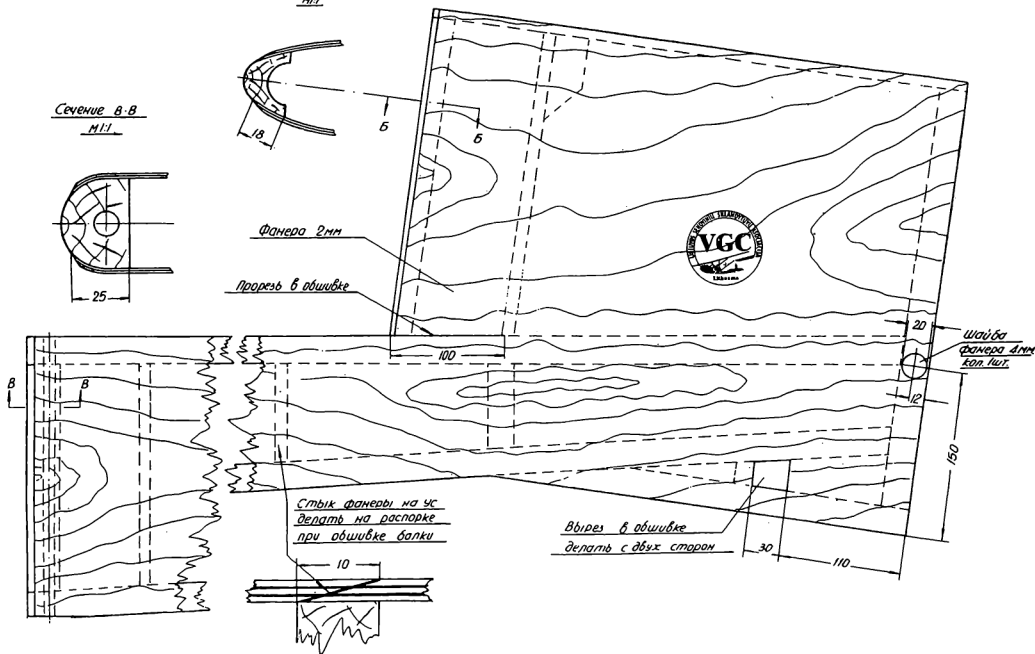 М1:1
18
Б
Б
Сечение В-В
М1:1
25
Фанера 2мм
Прорезь в обшивке
VGC
Lithuania
100
20
Шайба
фанера 4мм
кол. 1шт.
12
150
В
В
Стык фанеры на ус
делать на распорке
при обшивке балки
10
Вырез в обшивке
делать с двух сторон
30
110